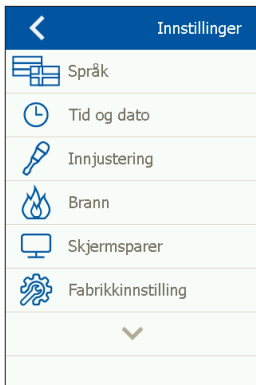 Innstillinger
Språk
Tid og dato
Innjustering
Brann
Skjermsparer
Fabrikkinnstilling